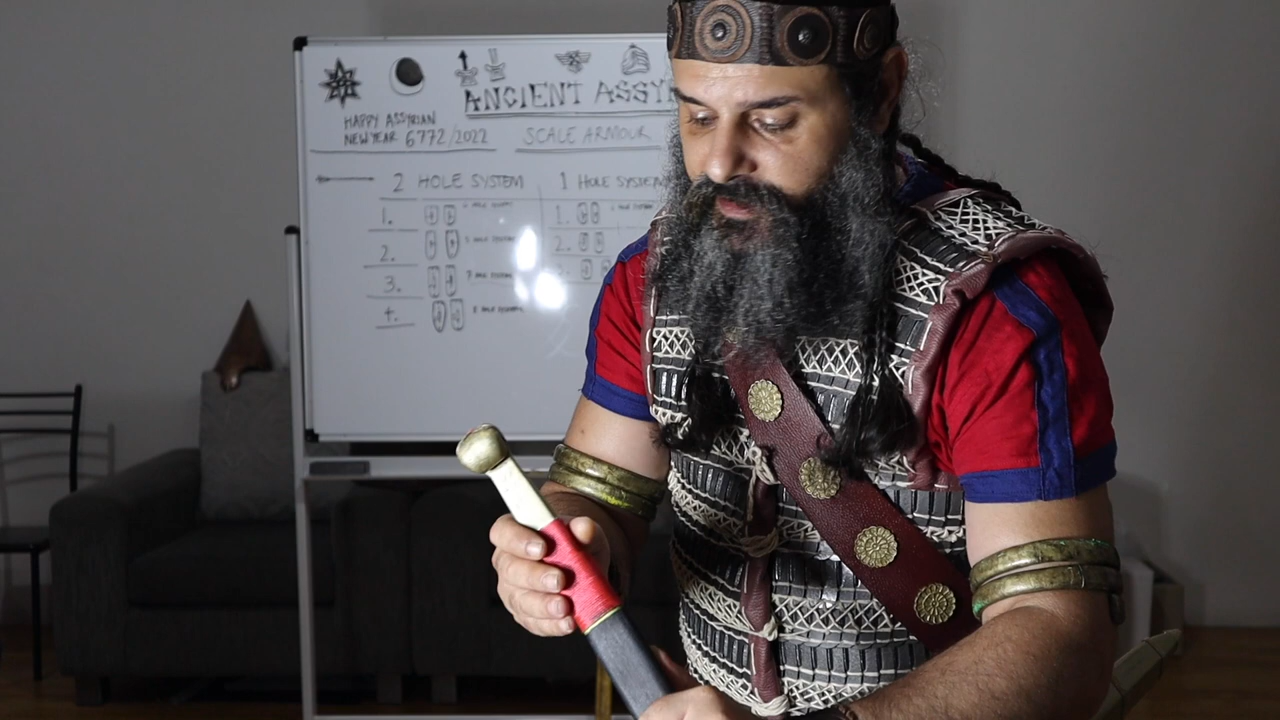 ANCIENT ASSY
HAPPY ASSYRIAN
NEW YEAR 6772/2022
SCALE ARMOUR
2 HOLE SYSTEM
1 HOLE SYSTEM
1.
1.
2.
2.
3.
4.